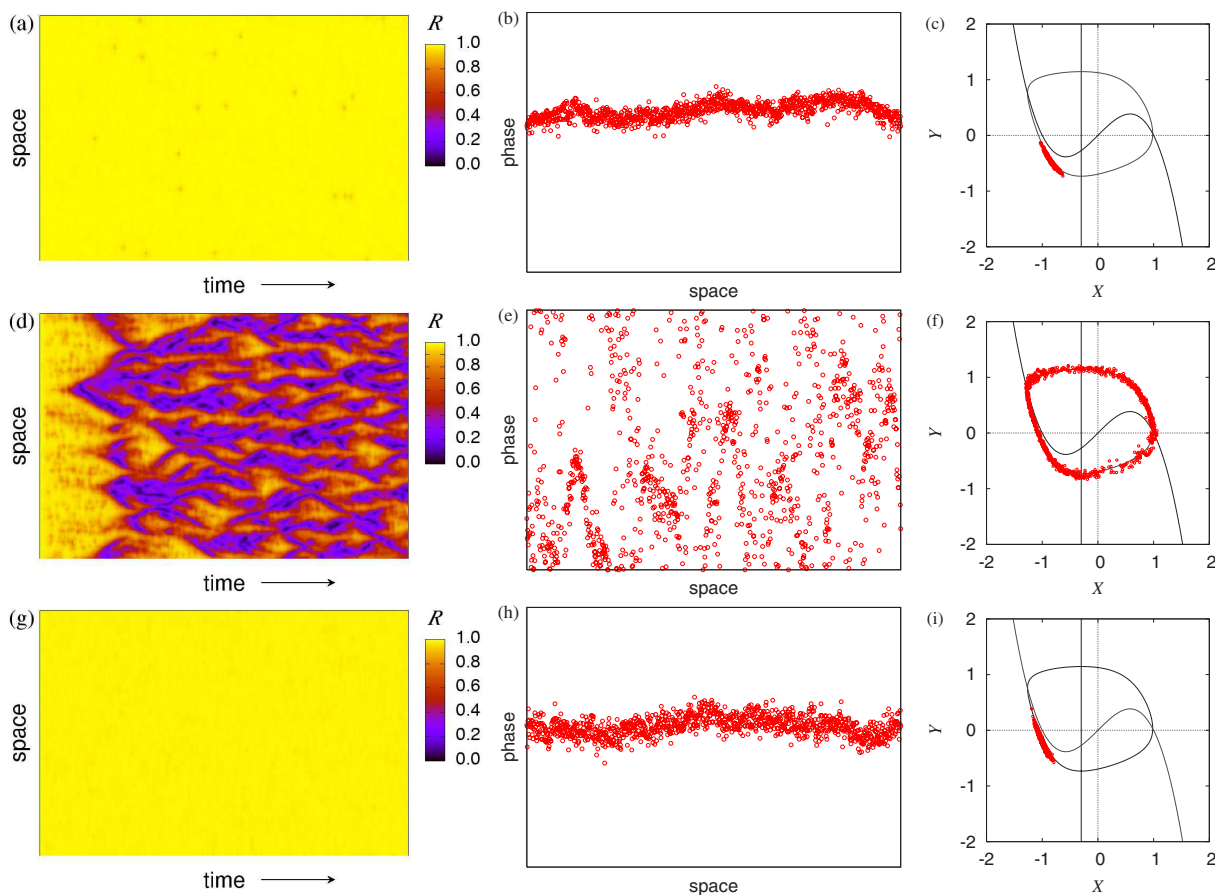 (a)
R
1.0
0.8
0.6
0.4
0.2
0.0
space
time
(b)
phase
space
(c)
2
1
0
-1
-2
Y
-2 -1 0 1 2
X
(d)
R
1.0
0.8
0.6
0.4
0.2
0.0
space
time
(e)
phase
space
(f)
2
1
0
-1
-2
Y
-2 -1 0 1 2
X
(g)
R
1.0
0.8
0.6
0.4
0.2
0.0
space
time
(h)
phase
space
(i)
2
1
0
-1
-2
Y
-2 -1 0 1 2
X